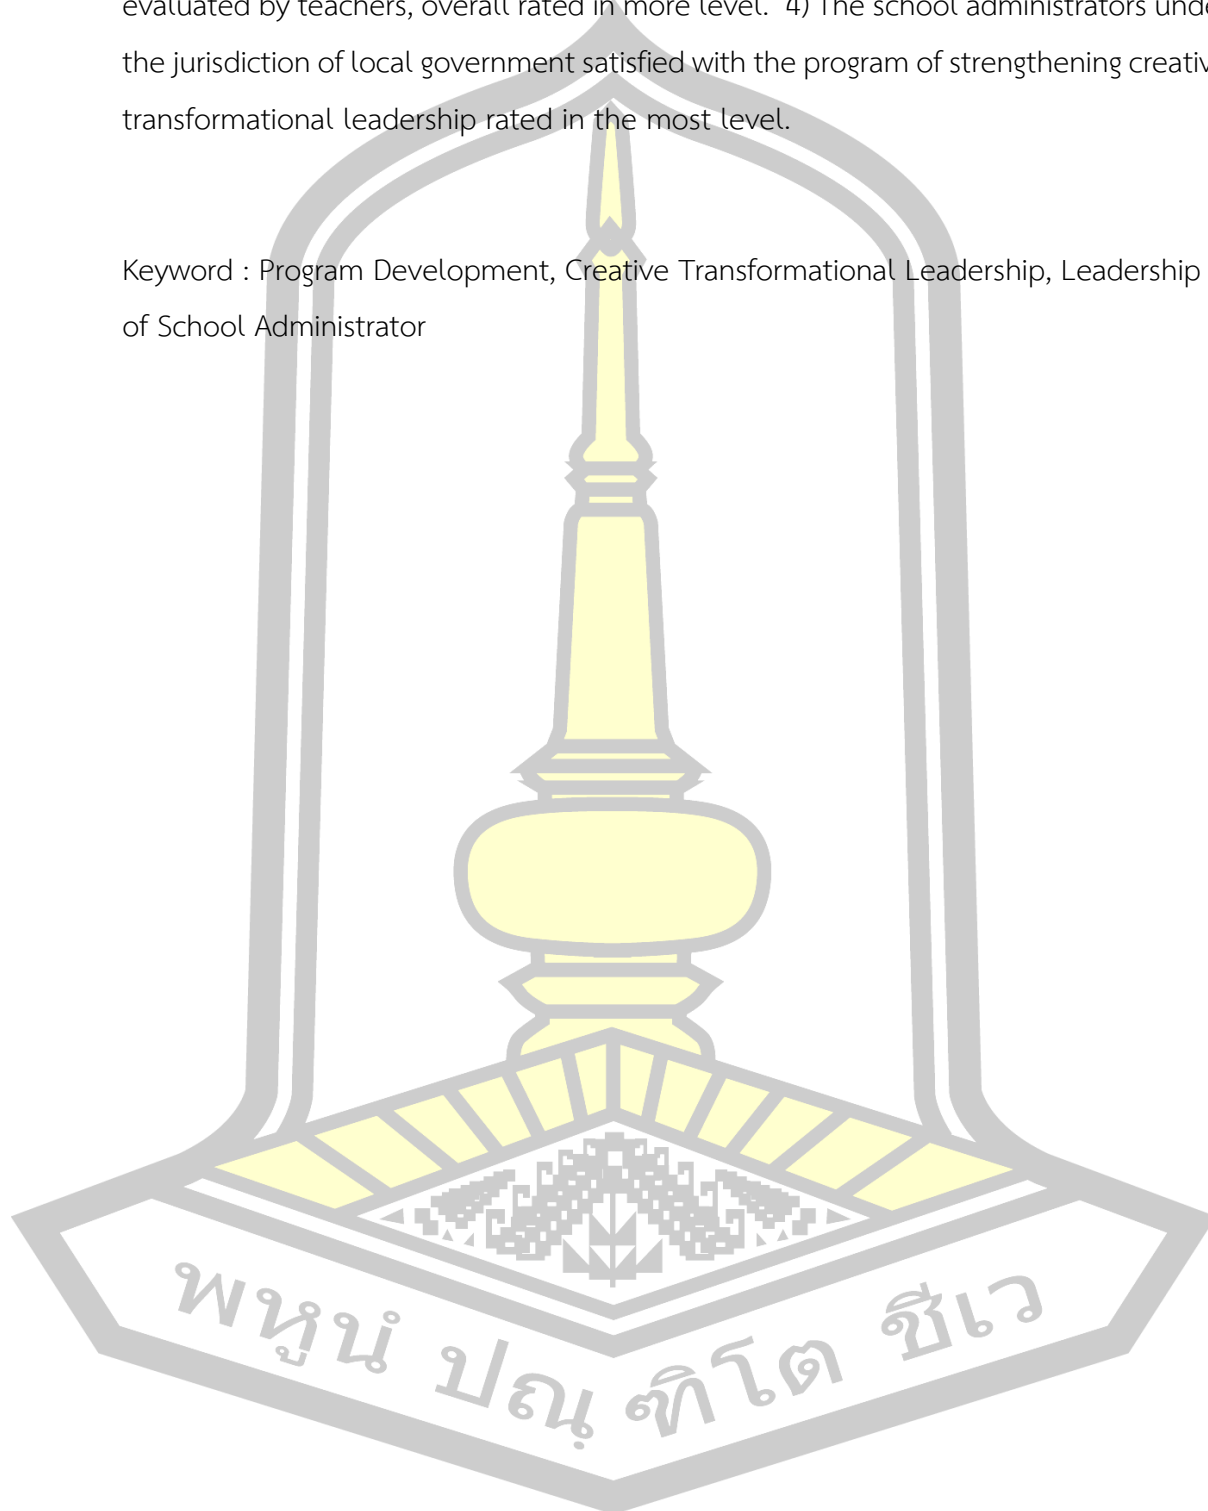 evaluated by teachers, overall rated in more level. 4) The school administrators unde
the jurisdiction of local government satisfied with the program of strengthening creativ
transformational leadership rated in the most level.
Keyword : Program Development, Creative Transformational Leadership, Leadership
of School Administrator
พหูนํ ปณฺฑิโต ชีเว